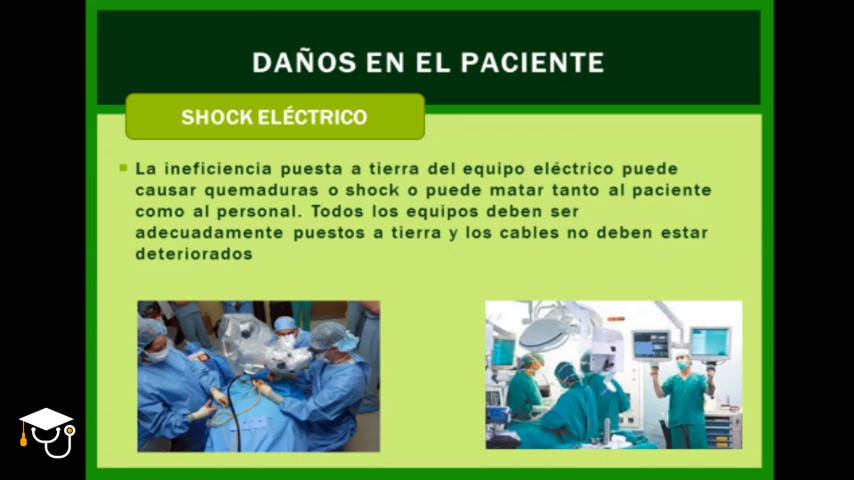 DAÑOS EN EL PACIENTE
SHOCK ELÉCTRICO
La ineficiencia puesta a tierra del equipo eléctrico puede
causar quemaduras o shock o puede matar tanto al paciente
como al personal. Todos los equipos deben ser
adecuadamente puestos a tierra y los cables no deben estar
deteriorados